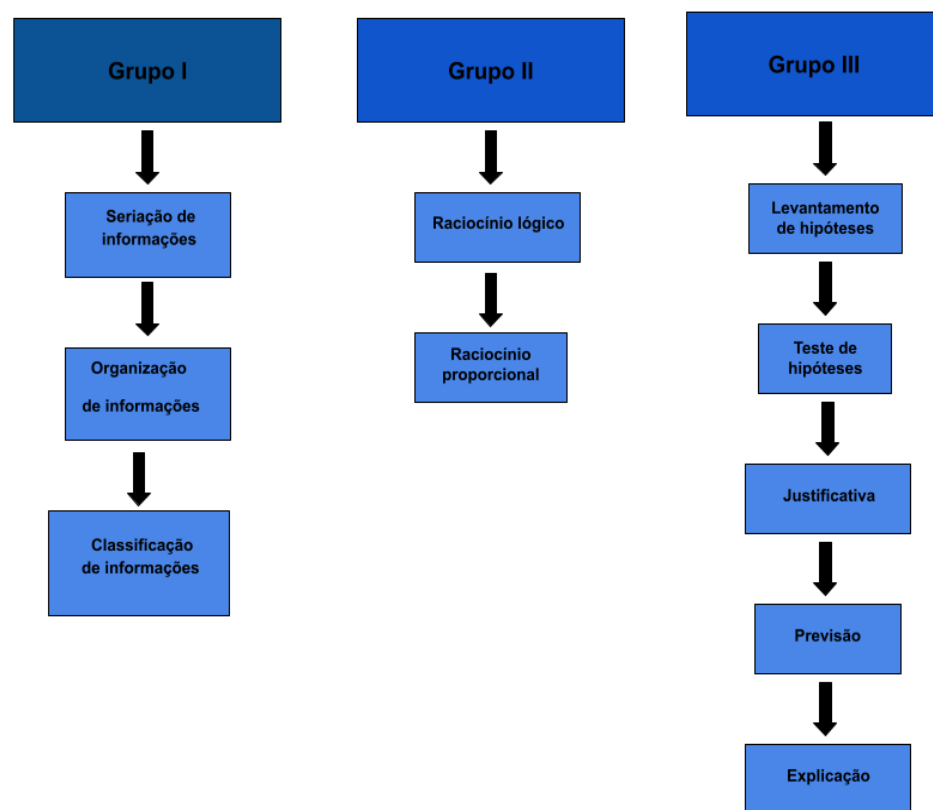 Grupo I
Seriação de
informações
Organização
de informações
Classificação
de informações
Grupo II
Raciocínio lógico
Raciocínio
proporcional
Grupo III
Levantamento
de hipóteses
Teste de
hipóteses
Justificativa
Previsão
Explicação